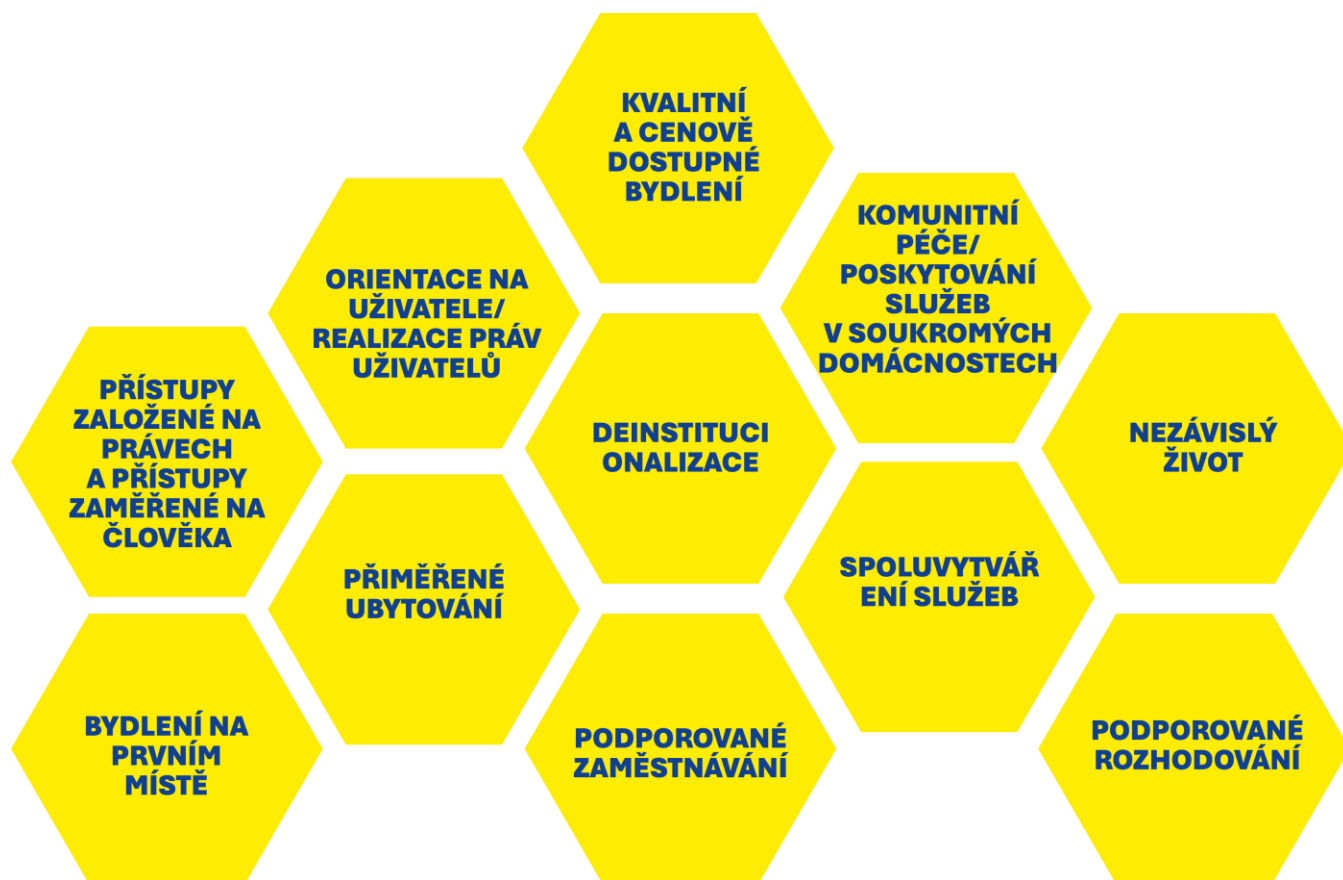 KVALITNÍ
A CENOVĚ
DOSTUPNÉ
BYDLENÍ
KOMUNITNÍ
PÉČE/
POSKYTOVÁNÍ
SLUŽEB
V SOUKROMÝCH
DOMÁCNOSTECH
ORIENTACE NA
UŽIVATELE/
REALIZACE PRÁV
UŽIVATELŮ
PŘÍSTUPY
ZALOŽENÉ NA
PRÁVECH
A PŘÍSTUPY
ZAMĚŘENÉ NA
ČLOVĚKA
DEINSTITUCI
ONALIZACE
NEZÁVISLÝ
ŽIVOT
PŘIMĚŘENÉ
UBYTOVÁNÍ
SPOLUVYTVÁŘ
ENÍ SLUŽEB
BYDLENÍ NA
PRVNÍM
MÍSTĚ
PODPOROVANÉ
ZAMĚSTNÁVÁNÍ
PODPOROVANÉ
ROZHODOVÁNÍ